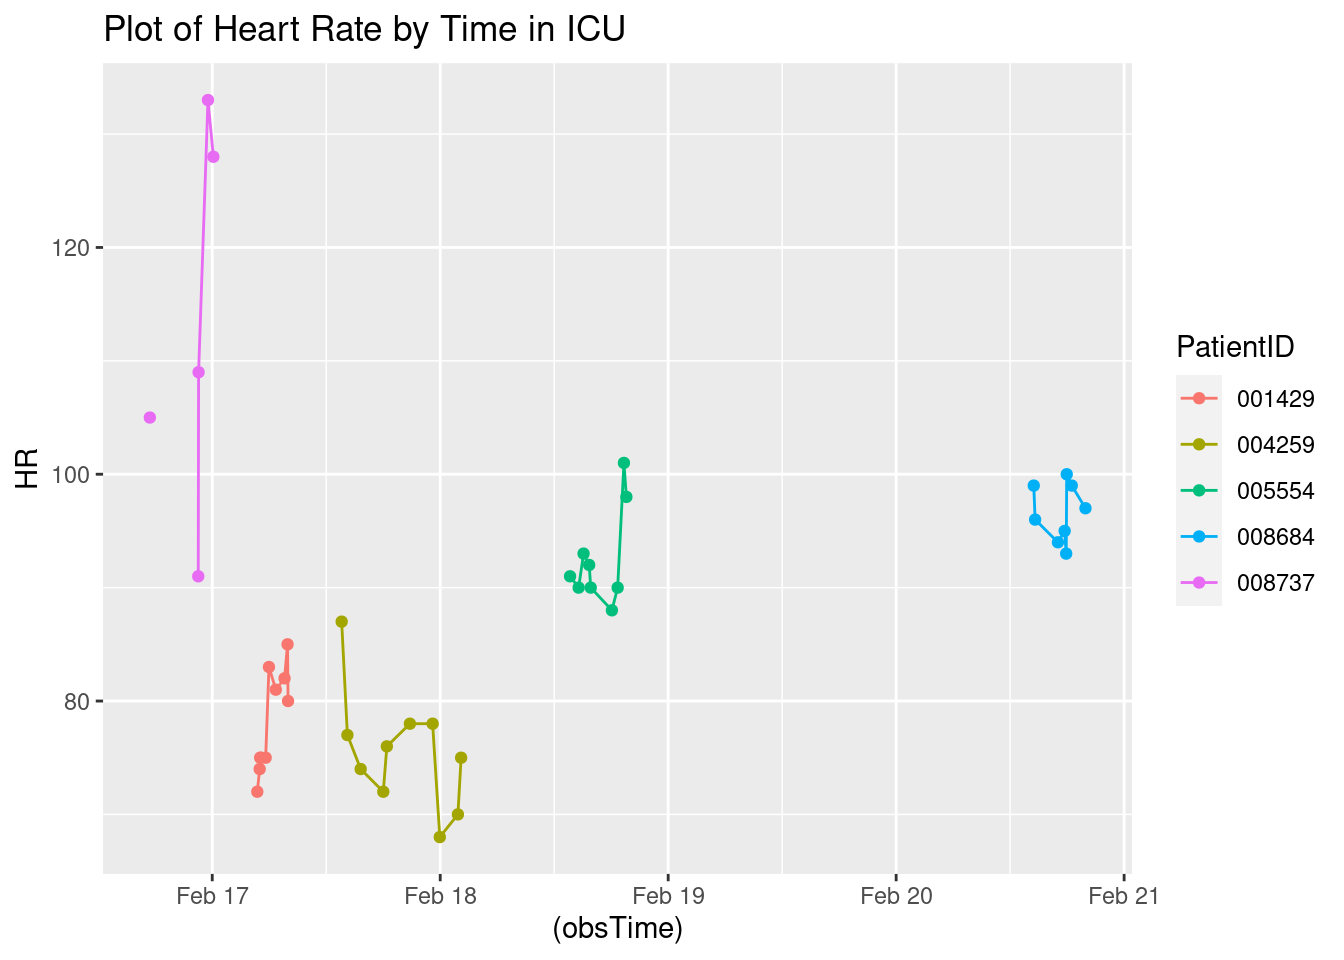 Plot of Heart Rate by Time in ICU
120
100
80
HR
Feb 17
Feb 18
Feb 19
Feb 20
Feb 21
(obsTime)
PatientID
001429
004259
005554
008684
008737